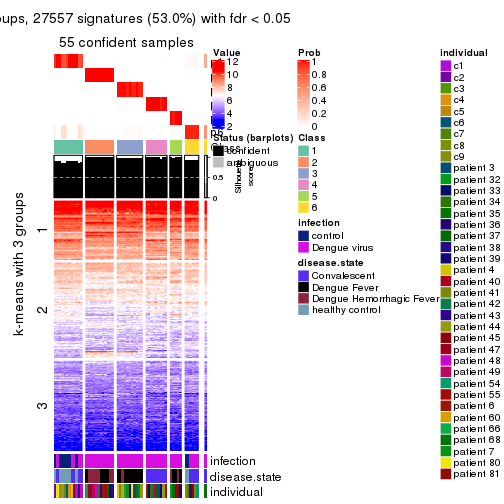 oups, 27557 signatures (53.0%) with fdr < 0.05
55 confident samples
k-means with 3 groups
1
2
3
1
0.5
0
Silhouette
score
infection
disease.state
individual
Value
12
10
8
6
4
2
Status (barplots)
confident
ambiguous
Prob
1
0.8
0.6
0.4
0.2
0
Class
1
2
3
4
5
6
infection
control
Dengue virus
disease.state
Convalescent
Dengue Fever
Dengue Hemorrhagic Fever
healthy control
individual
c1
c2
c3
c4
c5
c6
c7
c8
c9
patient 3
patient 32
patient 33
patient 34
patient 35
patient 36
patient 37
patient 38
patient 39
patient 4
patient 40
patient 41
patient 42
patient 43
patient 44
patient 45
patient 47
patient 48
patient 49
patient 54
patient 55
patient 6
patient 60
patient 66
patient 68
patient 7
patient 80
patient 81